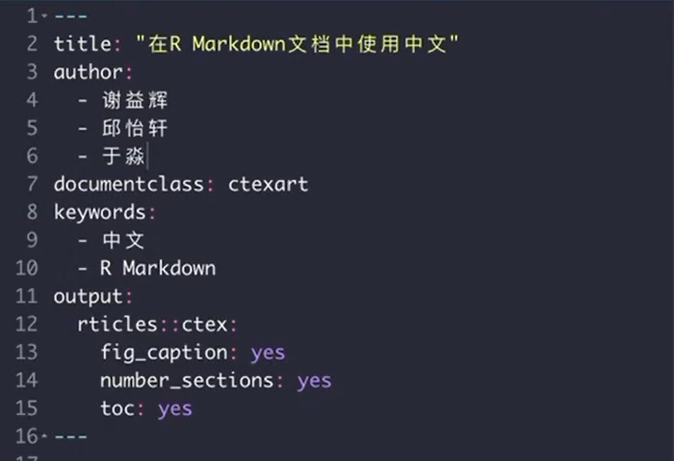 1 ---
2 title: "在R Markdown文档中使用中文"
3 author:
4   - 谢益辉
5   - 邱怡轩
6   - 于淼
7 documentclass: ctexart
8 keywords:
9   - 中文
10   - R Markdown
11 output:
12   rticles::ctex:
13     fig_caption: yes
14     number_sections: yes
15     toc: yes
16 ---